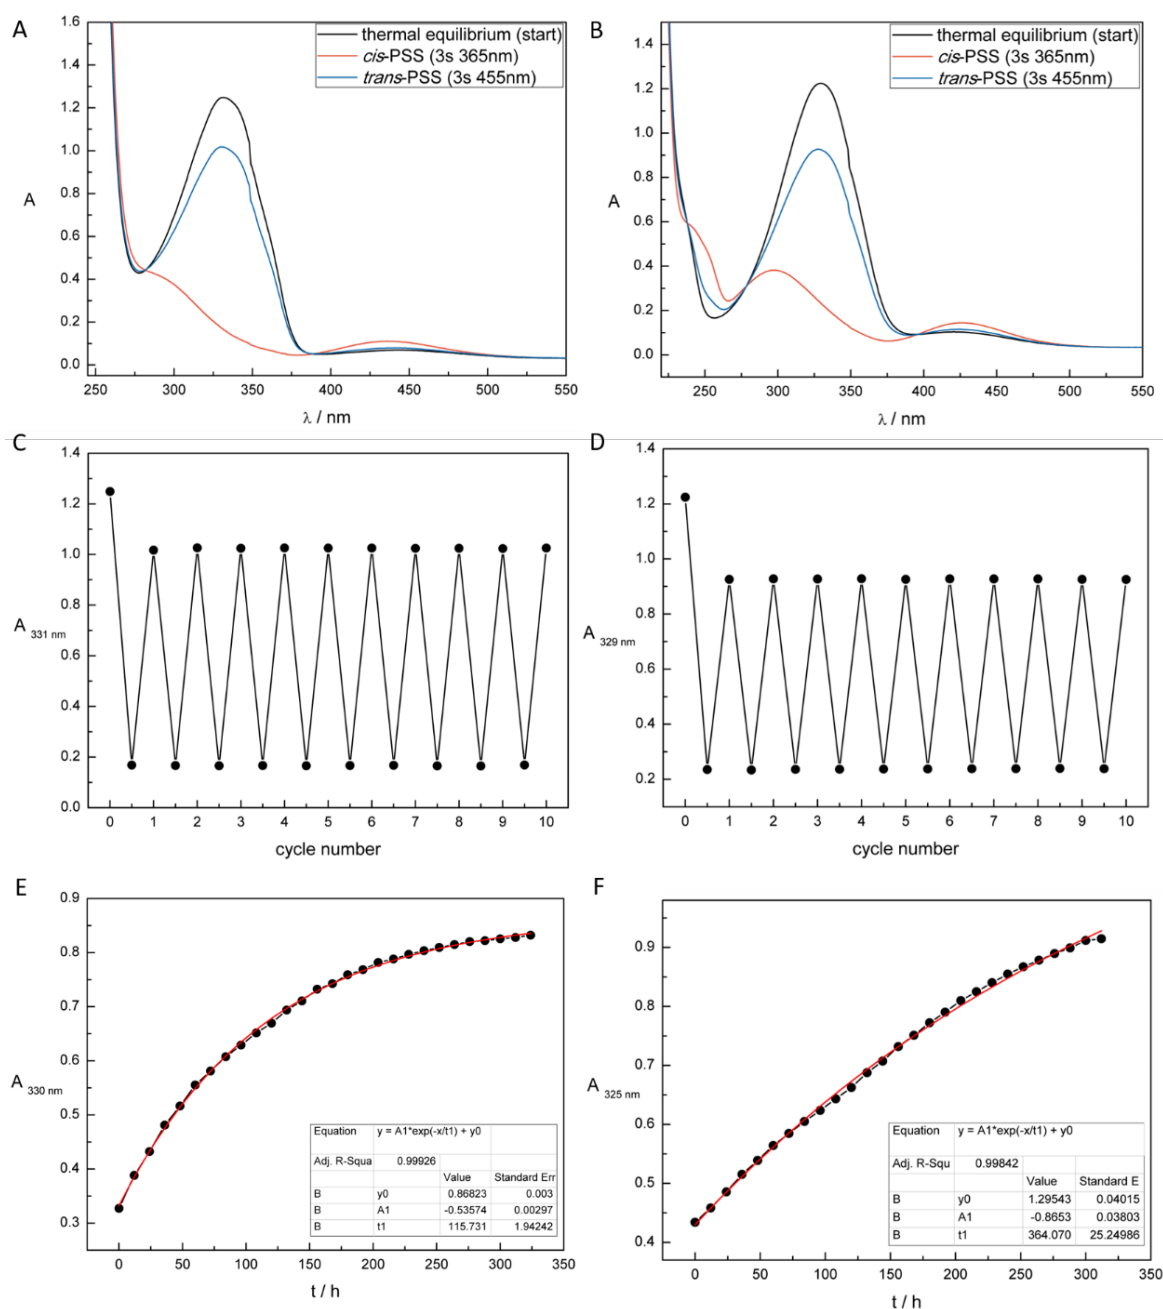 A
1.6
1.4
1.2
1.0
0.8
0.6
0.4
0.2
0.0
A
thermal equilibrium (start)
cis-PSS (3s 365nm)
trans-PSS (3s 455nm)
250 300 350 400 450 500 550
λ / nm
B
1.4
1.2
1.0
0.8
0.6
0.4
0.2
0.0
A
thermal equilibrium (start)
cis-PSS (3s 365nm)
trans-PSS (3s 455nm)
250 300 350 400 450 500 550
λ / nm
C
1.4
1.2
1.0
0.8
0.6
0.4
0.2
0.0
A 331 nm
0 1 2 3 4 5 6 7 8 9 10
cycle number
D
1.4
1.2
1.0
0.8
0.6
0.4
0.2
A 329 nm
0 1 2 3 4 5 6 7 8 9 10
cycle number
E
0.9
0.8
0.7
0.6
0.5
0.4
0.3
A 330 nm
Equation y = A1*exp(-x/t1) + y0
Adj. R-Squa 0.99926
Value Standard Err
B y0 0.86823 0.003
B A1 -0.53574 0.00297
B t1 115.731 1.94242
0 50 100 150 200 250 300 350
t / h
F
0.9
0.8
0.7
0.6
0.5
0.4
A 325 nm
Equation y = A1*exp(-x/t1) + y0
Adj. R-Squ 0.99842
Value Standard E
B y0 1.29543 0.04015
B A1 -0.8653 0.03803
B t1 364.070 25.24986
0 50 100 150 200 250 300 350
t / h